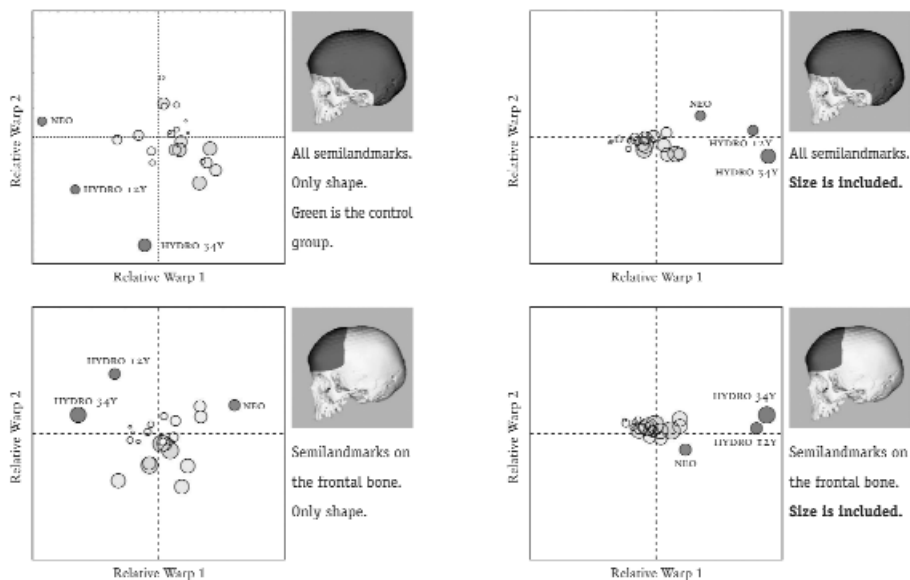 Relative Warp 2
NEO
HYDRO 12Y
HYDRO 34Y
Relative Warp 1
All semilandmarks.
Only shape.
Green is the control
group.
Relative Warp 2
NEO
HYDRO 12Y
HYDRO 34Y
Relative Warp 1
All semilandmarks.
Size is included.
Relative Warp 2
HYDRO 12Y
HYDRO 34Y
NEO
Relative Warp 1
Semilandmarks on
the frontal bone.
Only shape.
Relative Warp 2
HYDRO 34Y
HYDRO 12Y
NEO
Relative Warp 1
Semilandmarks on
the frontal bone.
Size is included.